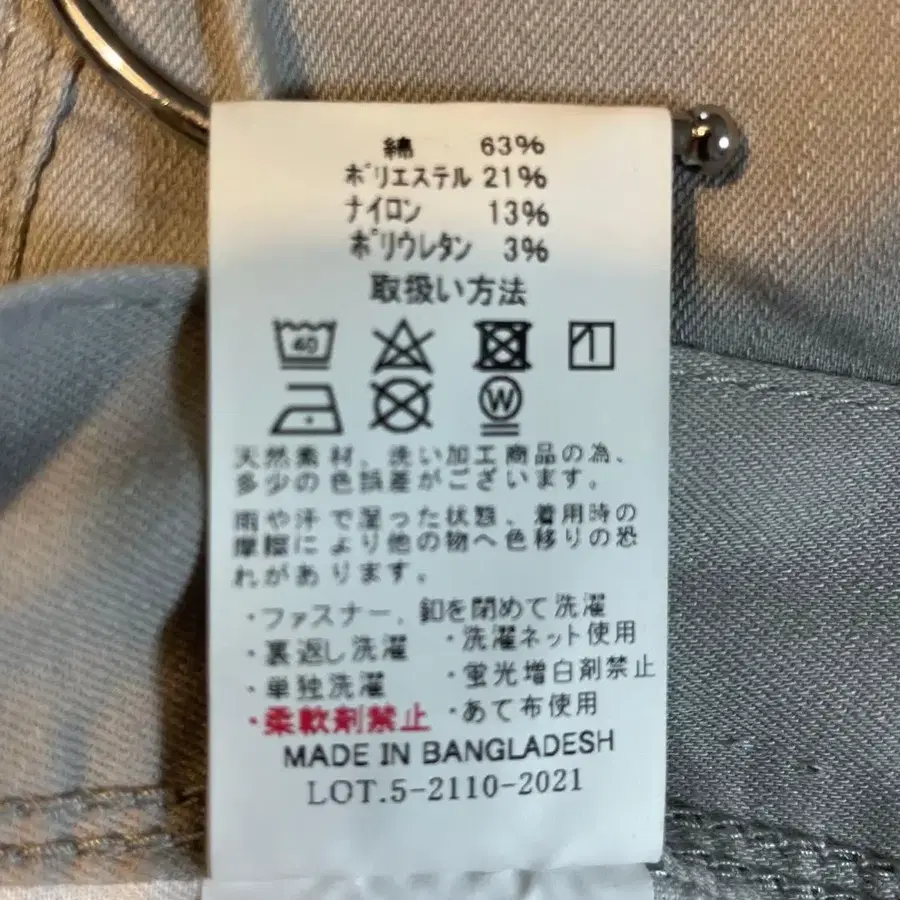 綿 63%
ポリエステル 21%
ナイロン 13%
ポリウレタン 3%
取扱い方法
40
W
天然素材、洗い加工商品の為、
多少の色誤差がございます。
雨や汗で湿った状態、着用時の
摩擦により他の物へ色移りの恐
れがあります。
・ファスナー、釦を閉めて洗濯
・裏返し洗濯 ・洗濯ネット使用
・単独洗濯 ・蛍光増白剤禁止
・柔軟剤禁止 ・あて布使用
MADE IN BANGLADESH
LOT.5-2110-2021